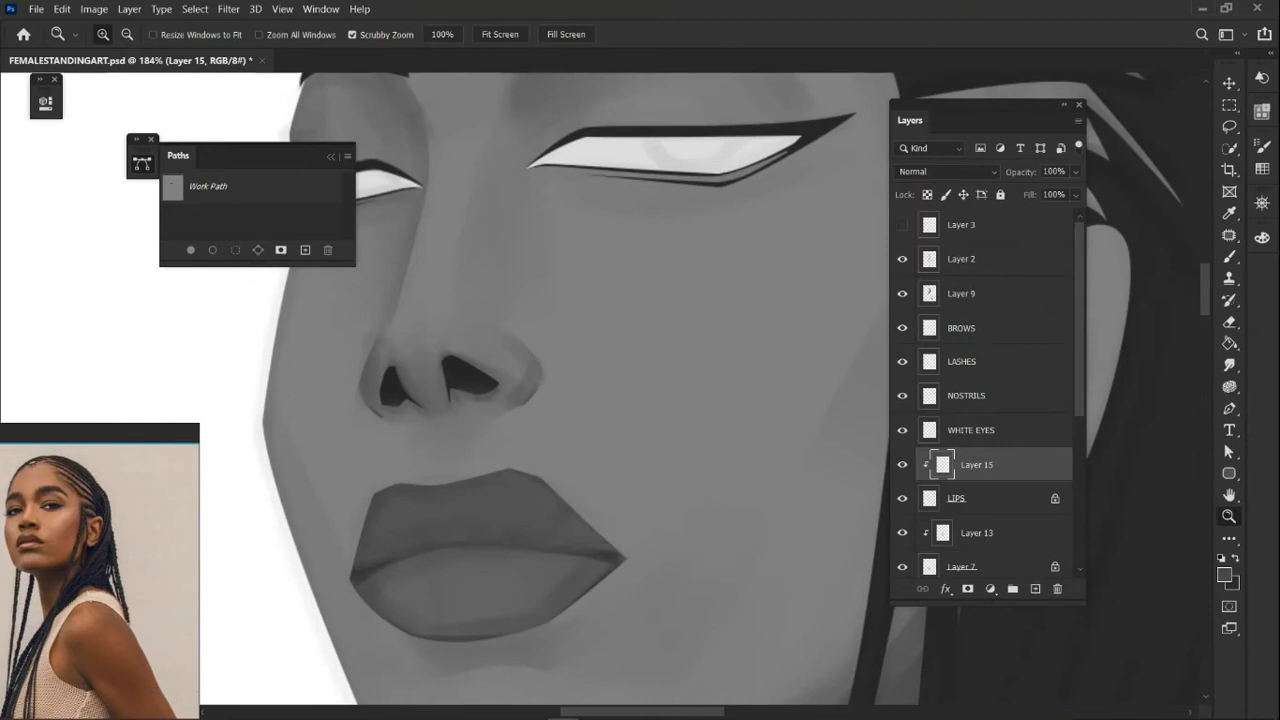 Ps File Edit Image Layer Type Select Filter 3D View Window Help
Resize Windows to Fit Zoom All Windows Scrubby Zoom 100% Fit Screen Fill Screen
FEMALESTANDINGART.psd @ 184% (Layer 15, RGB/8#) *
Paths
Work Path
Layers
Kind
Normal Opacity: 100%
Lock: Fill: 100%
Layer 3
Layer 2
Layer 9
BROWS
LASHES
NOSTRILS
WHITE EYES
Layer 15
LIPS
Layer 13
Layer 7
fx